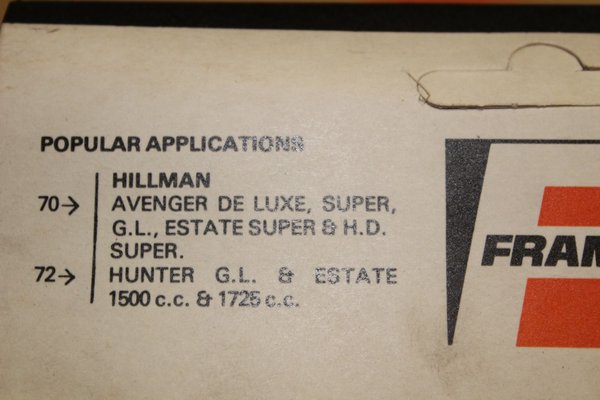 POPULAR APPLICATIONS
HILLMAN
70→ AVENGER DE LUXE, SUPER,
G.L., ESTATE SUPER & H.D.
SUPER.
72→ HUNTER G.L. & ESTATE
1500 c.c. & 1725 c.c.
FRAM